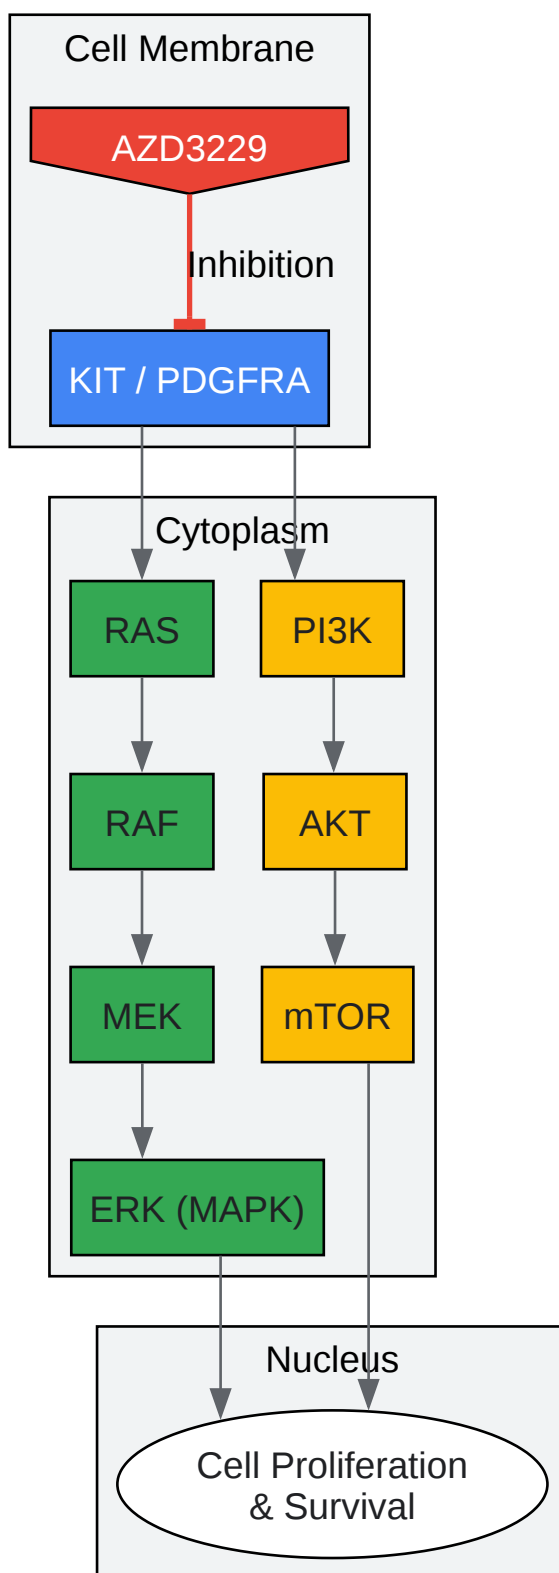 Cell Membrane
AZD3229
Inhibition
KIT / PDGFRA
Cytoplasm
RAS
PI3K
RAF
AKT
MEK
mTOR
ERK (MAPK)
Nucleus
Cell Proliferation
& Survival